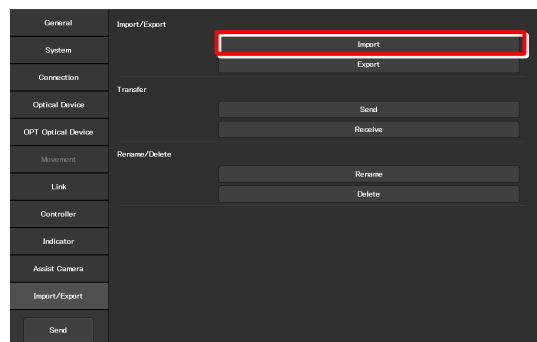 General
System
Connection
Optical Device
OPT Optical Device
Movement
Link
Controller
Indicator
Assist Camera
Import/Export
Send
Import/Export
Import
Export
Transfer
Send
Receive
Rename/Delete
Rename
Delete